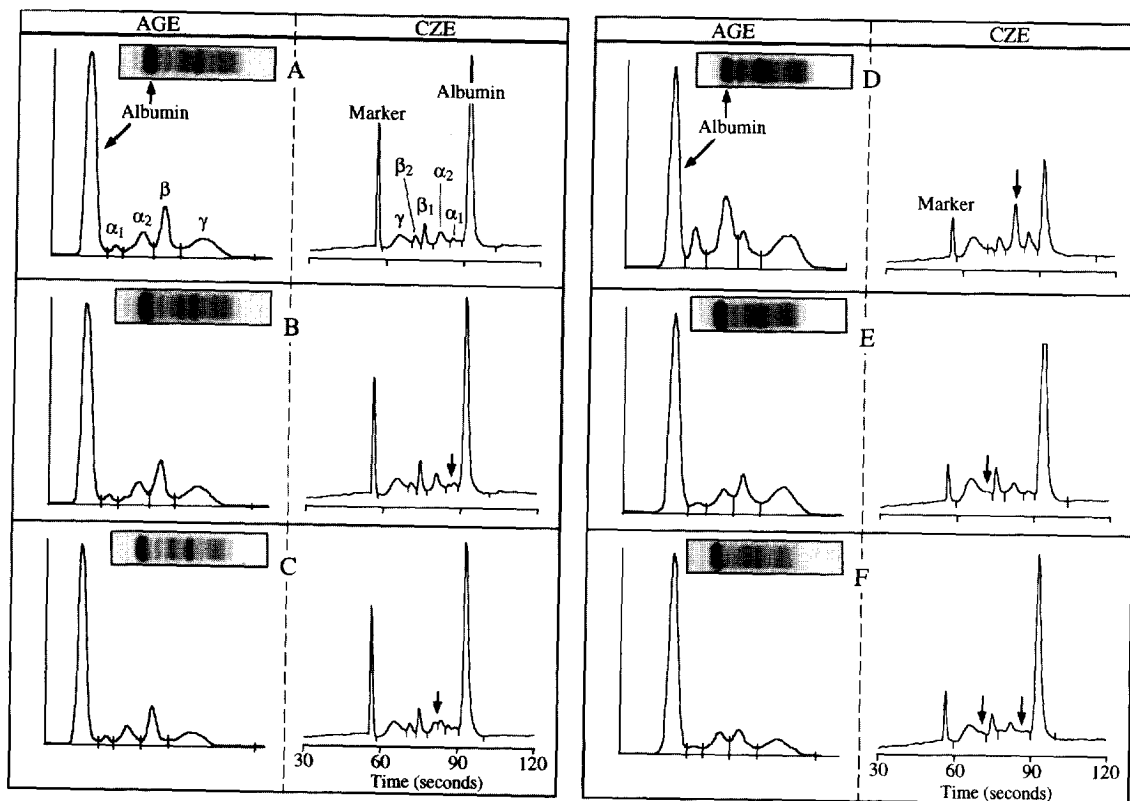 AGE CZE
A
Albumin
Marker
Albumin
β₂ α₂
β
β₁
α₁ α₂ γ
γ α₁
B
C
30 60 90 120
Time (seconds)
AGE CZE
D
Albumin
Marker
E
F
30 60 90 120
Time (seconds)